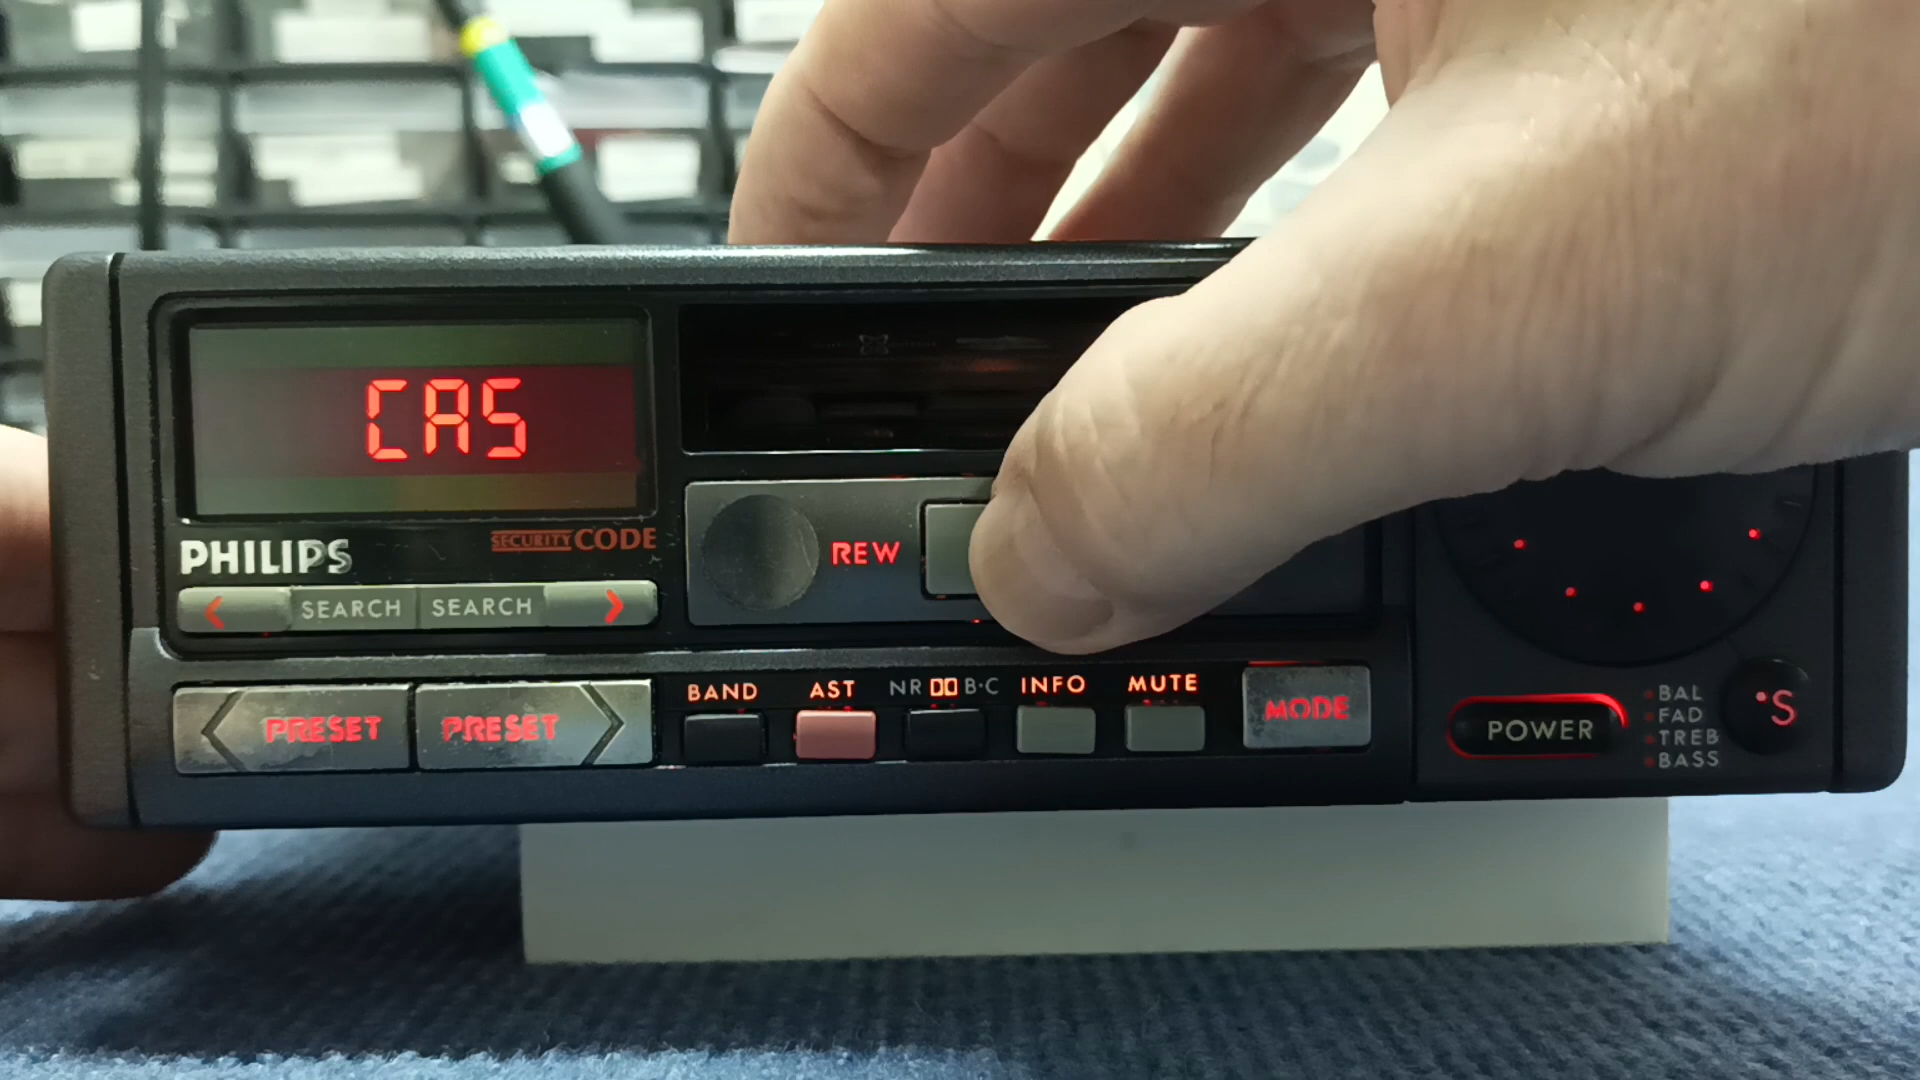 CAS
PHILIPS
SECURITY CODE
REW
< SEARCH SEARCH >
PRESET PRESET
BAND AST NR B·C INFO MUTE
MODE
POWER
BAL
FAD
TREB
BASS
°S